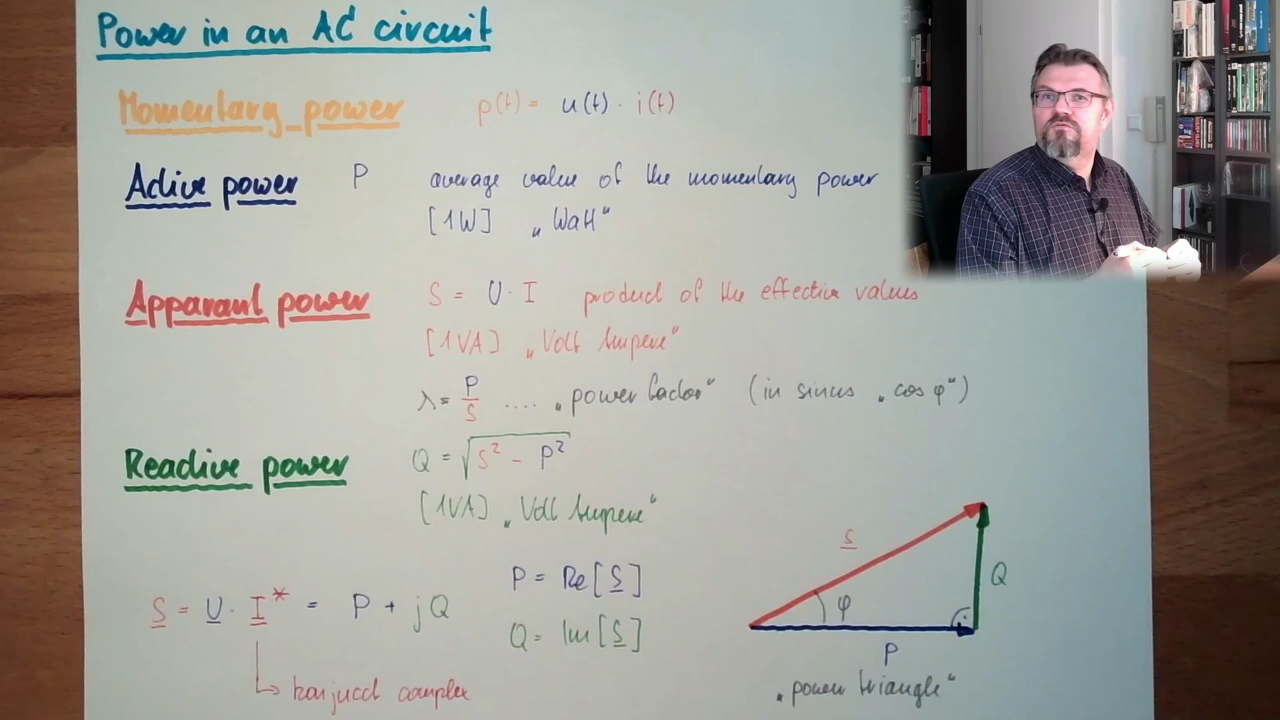 Power in an AC circuit
Momentary power p(t) = u(t) · i(t)
Active power P average value of the momentary power
[1W] „Watt“
Apparant power S = U · I product of the effective values
[1VA] „Volt Ampere“
λ = P/S .... „power factor“ (in sinus „cos φ“)
Reactive power Q = √(S² - P²)
[1VA] „Volt Ampere“
S
Q
φ
P = Re[S]
S = U · I* = P + jQ
Q = Im[S]
P
konjucct complex
„power triangle“